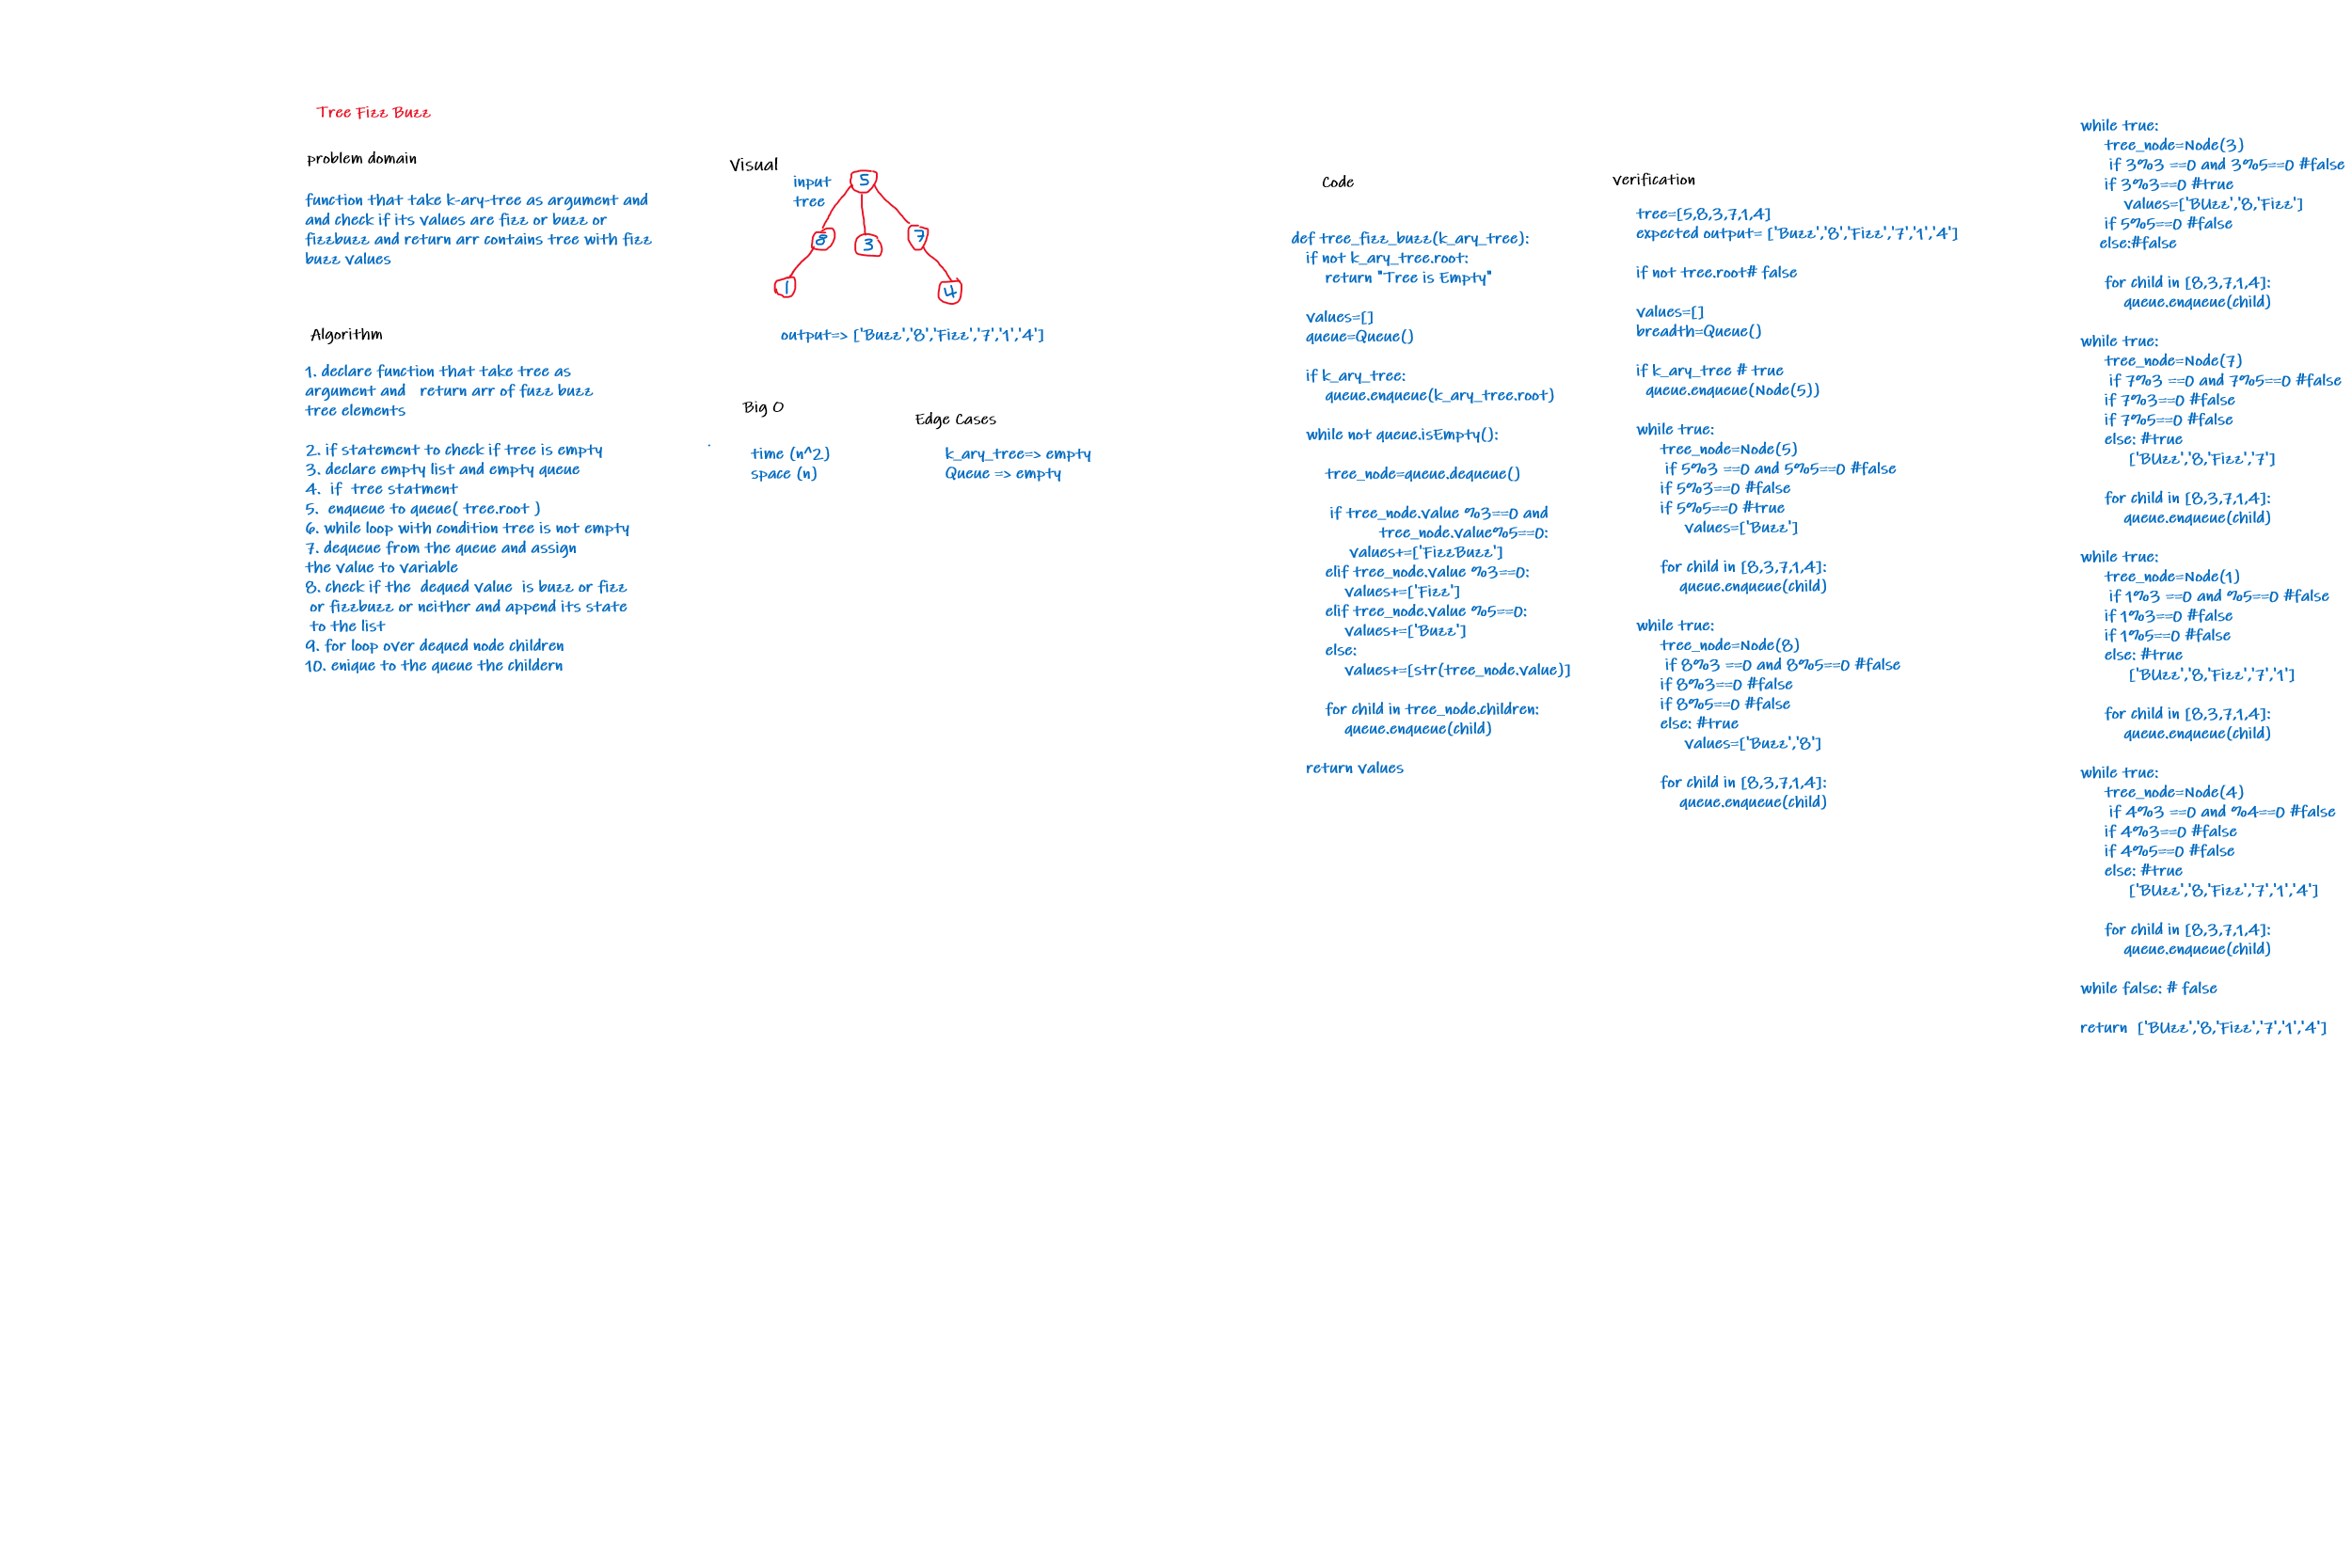 Tree Fizz Buzz
problem domain
function that take k-ary-tree as argument and
and check if its values are fizz or buzz or
fizzbuzz and return arr contains tree with fizz
buzz values
Algorithm
1. declare function that take tree as
argument and return arr of fuzz buzz
tree elements
2. if statement to check if tree is empty
3. declare empty list and empty queue
4. if tree statment
5. enqueue to queue( tree.root )
6. while loop with condition tree is not empty
7. dequeue from the queue and assign
the value to variable
8. check if the dequed value is buzz or fizz
or fizzbuzz or neither and append its state
to the list
9. for loop over dequed node children
10. enique to the queue the childern
Visual
input
tree
5
8
3
7
1
4
output=> ['Buzz','8','Fizz','7','1','4']
Big O
time (n^2)
space (n)
Edge Cases
k_ary_tree=> empty
Queue => empty
Code
def tree_fizz_buzz(k_ary_tree):
if not k_ary_tree.root:
return "Tree is Empty"
values=[]
queue=Queue()
if k_ary_tree:
queue.enqueue(k_ary_tree.root)
while not queue.isEmpty():
tree_node=queue.dequeue()
if tree_node.value %3==0 and
tree_node.value%5==0:
values+=['FizzBuzz']
elif tree_node.value %3==0:
values+=['Fizz']
elif tree_node.value %5==0:
values+=['Buzz']
else:
values+=[str(tree_node.value)]
for child in tree_node.children:
queue.enqueue(child)
return values
verification
tree=[5,8,3,7,1,4]
expected output= ['Buzz','8','Fizz','7','1','4']
if not tree.root# false
values=[]
breadth=Queue()
if k_ary_tree # true
queue.enqueue(Node(5))
while true:
tree_node=Node(5)
if 5%3 ==0 and 5%5==0 #false
if 5%3==0 #false
if 5%5==0 #true
values=['Buzz']
for child in [8,3,7,1,4]:
queue.enqueue(child)
while true:
tree_node=Node(8)
if 8%3 ==0 and 8%5==0 #false
if 8%3==0 #false
if 8%5==0 #false
else: #true
values=['Buzz','8']
for child in [8,3,7,1,4]:
queue.enqueue(child)
while true:
tree_node=Node(3)
if 3%3 ==0 and 3%5==0 #false
if 3%3==0 #true
values=['BUzz','8,'Fizz']
if 5%5==0 #false
else:#false
for child in [8,3,7,1,4]:
queue.enqueue(child)
while true:
tree_node=Node(7)
if 7%3 ==0 and 7%5==0 #false
if 7%3==0 #false
if 7%5==0 #false
else: #true
['BUzz','8,'Fizz','7']
for child in [8,3,7,1,4]:
queue.enqueue(child)
while true:
tree_node=Node(1)
if 1%3 ==0 and %5==0 #false
if 1%3==0 #false
if 1%5==0 #false
else: #true
['BUzz','8,'Fizz','7','1']
for child in [8,3,7,1,4]:
queue.enqueue(child)
while true:
tree_node=Node(4)
if 4%3 ==0 and %4==0 #false
if 4%3==0 #false
if 4%5==0 #false
else: #true
['BUzz','8,'Fizz','7','1','4']
for child in [8,3,7,1,4]:
queue.enqueue(child)
while false: # false
return ['BUzz','8,'Fizz','7','1','4']